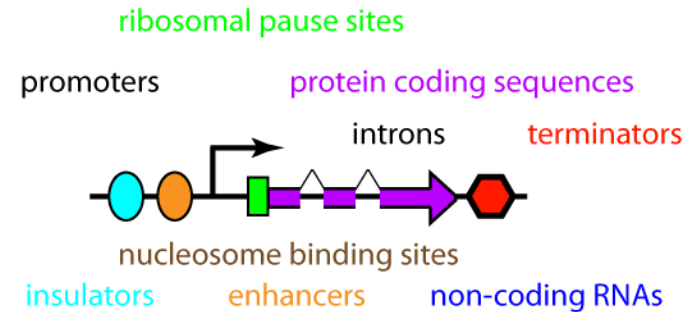 ribosomal pause sites
promoters protein coding sequences
introns terminators
nucleosome binding sites
insulators enhancers non-coding RNAs